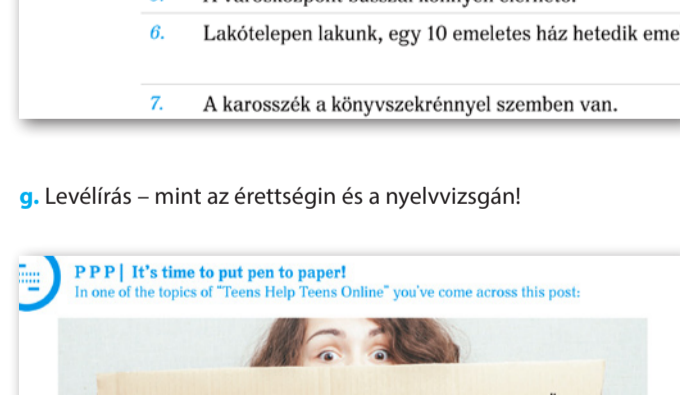 6. Lakótelepen lakunk, egy 10 emeletes ház hetedik eme
7. A karosszék a könyvszekrénnyel szemben van.
g. Levélírás – mint az érettségin és a nyelvvizsgán!
P P P | It's time to put pen to paper!
In one of the topics of "Teens Help Teens Online" you've come across this post: